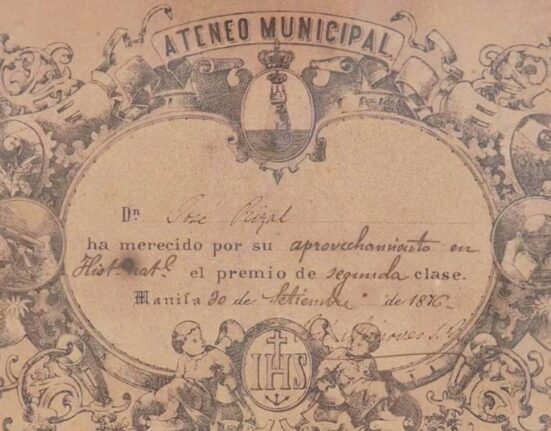 ATENEO MUNICIPAL.
Dn José Rizal
ha merecido por su aprovechamiento en
Hist. nat.l el premio de segunda clase.
Manila 30 de Setiembre de 1876
IHS